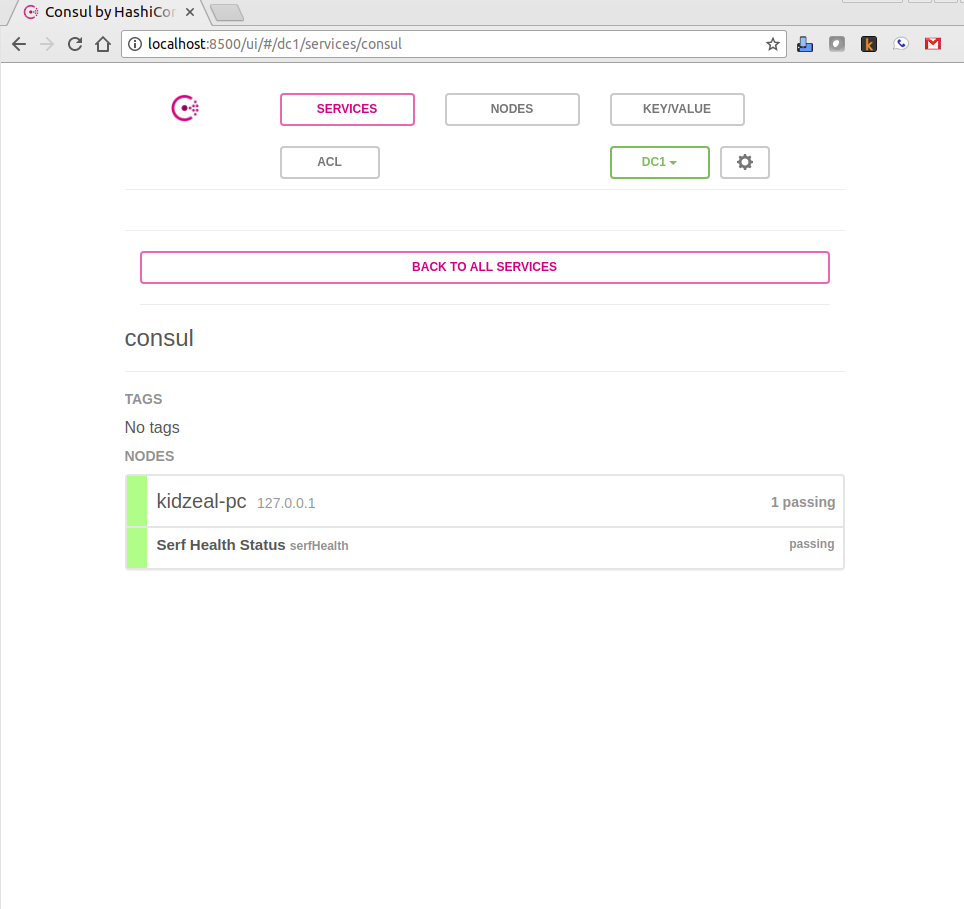 Consul by HashiCor
localhost:8500/ui/#/dc1/services/consul
SERVICES NODES KEY/VALUE
ACL DC1
BACK TO ALL SERVICES
consul
TAGS
No tags
NODES
kidzeal-pc 127.0.0.1 1 passing
Serf Health Status serfHealth passing